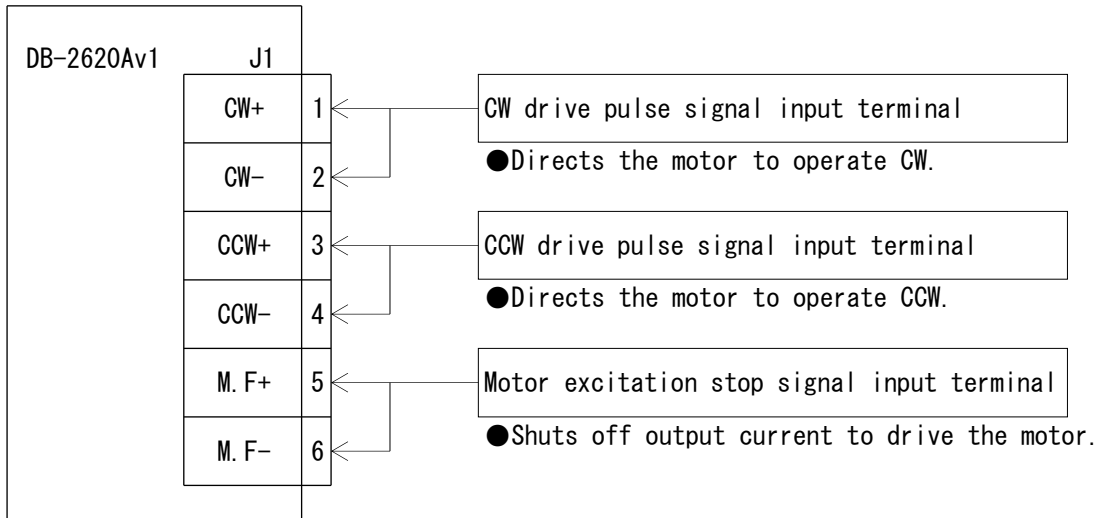 DB-2620Av1 J1
CW+ 1 CW drive pulse signal input terminal
●Directs the motor to operate CW.
CW- 2
CCW+ 3 CCW drive pulse signal input terminal
●Directs the motor to operate CCW.
CCW- 4
M.F+ 5 Motor excitation stop signal input terminal
●Shuts off output current to drive the motor.
M.F- 6